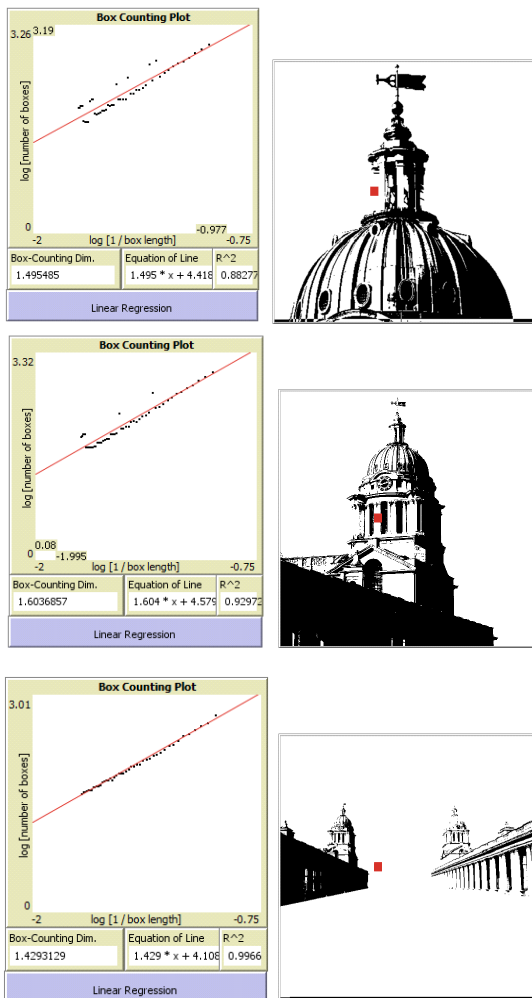 Box Counting Plot
3.26 3.19
log [number of boxes]
0
-0.977
-2 log [1 / box length] -0.75
Box-Counting Dim. Equation of Line R^2
1.495485 1.495 * x + 4.418 0.88277
Linear Regression
Box Counting Plot
3.32
log [number of boxes]
0.08
0 -1.995
-2 log [1 / box length] -0.75
Box-Counting Dim. Equation of Line R^2
1.6036857 1.604 * x + 4.579 0.92972
Linear Regression
Box Counting Plot
3.01
log [number of boxes]
0
-2 log [1 / box length] -0.75
Box-Counting Dim. Equation of Line R^2
1.4293129 1.429 * x + 4.108 0.9966
Linear Regression